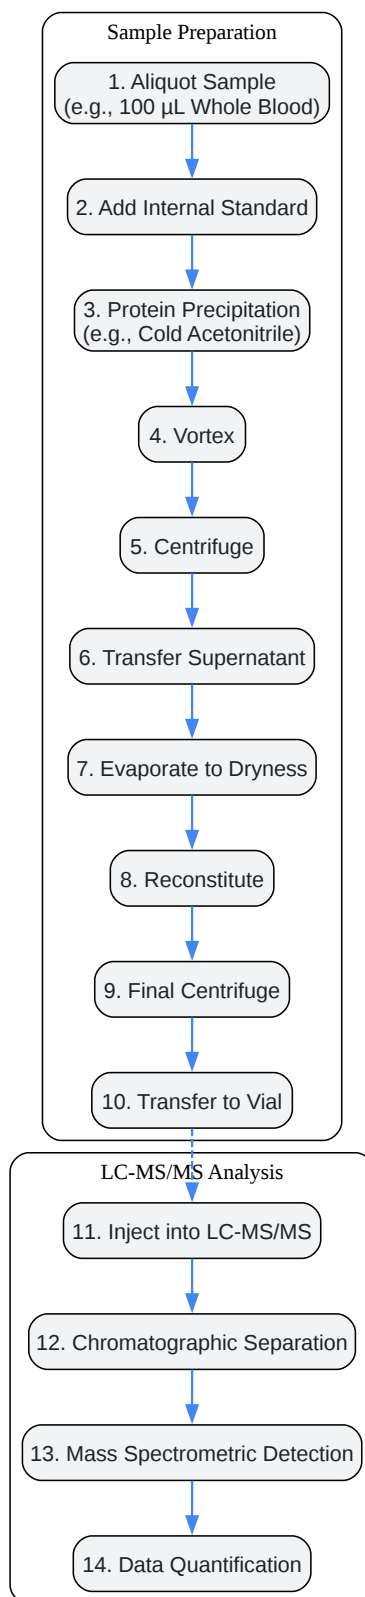 Sample Preparation
1. Aliquot Sample
(e.g., 100 µL Whole Blood)
2. Add Internal Standard
3. Protein Precipitation
(e.g., Cold Acetonitrile)
4. Vortex
5. Centrifuge
6. Transfer Supernatant
7. Evaporate to Dryness
8. Reconstitute
9. Final Centrifuge
10. Transfer to Vial
LC-MS/MS Analysis
11. Inject into LC-MS/MS
12. Chromatographic Separation
13. Mass Spectrometric Detection
14. Data Quantification